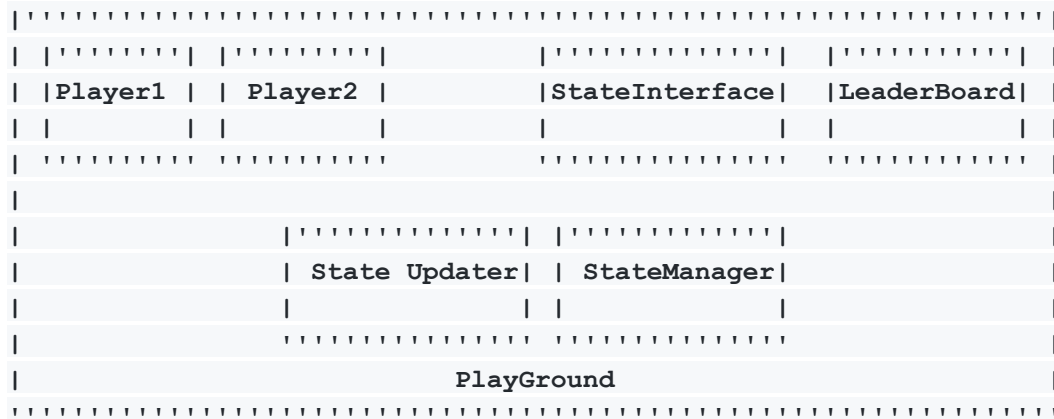 Player1 Player2 StateInterface LeaderBoard
State Updater StateManager
PlayGround